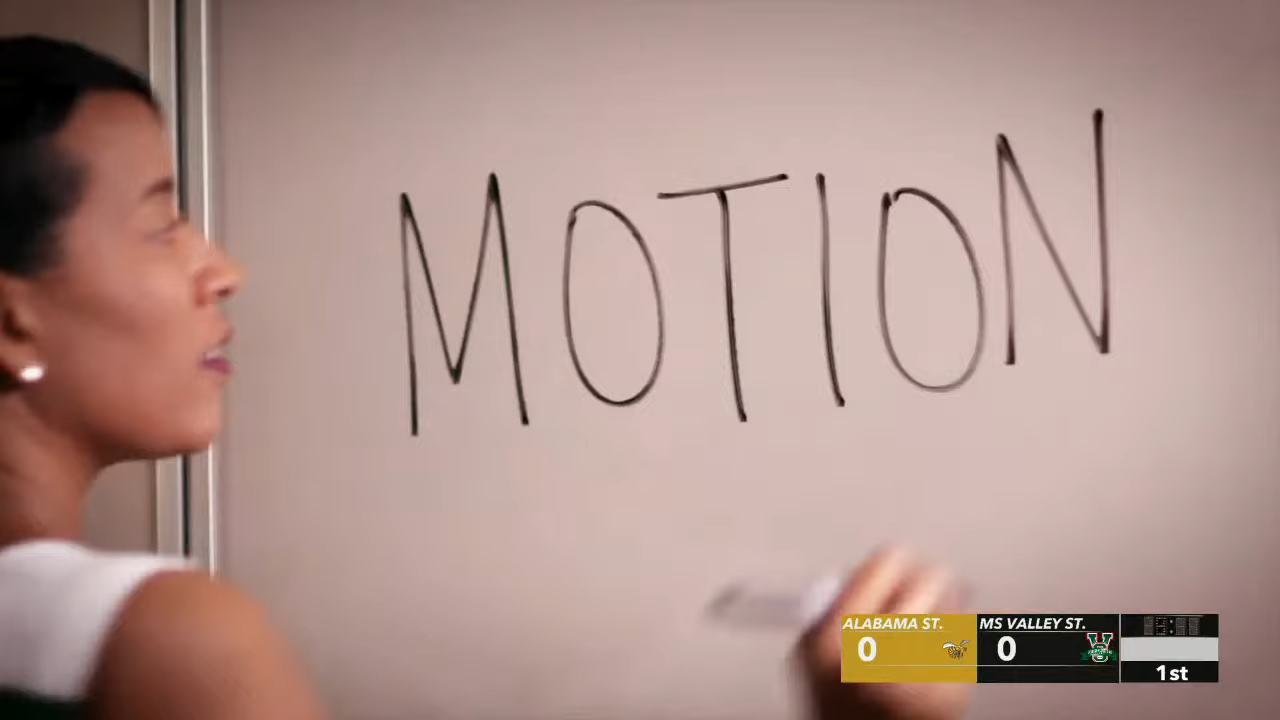 MOTION
ALABAMA ST.
MS VALLEY ST.
0
0
1st